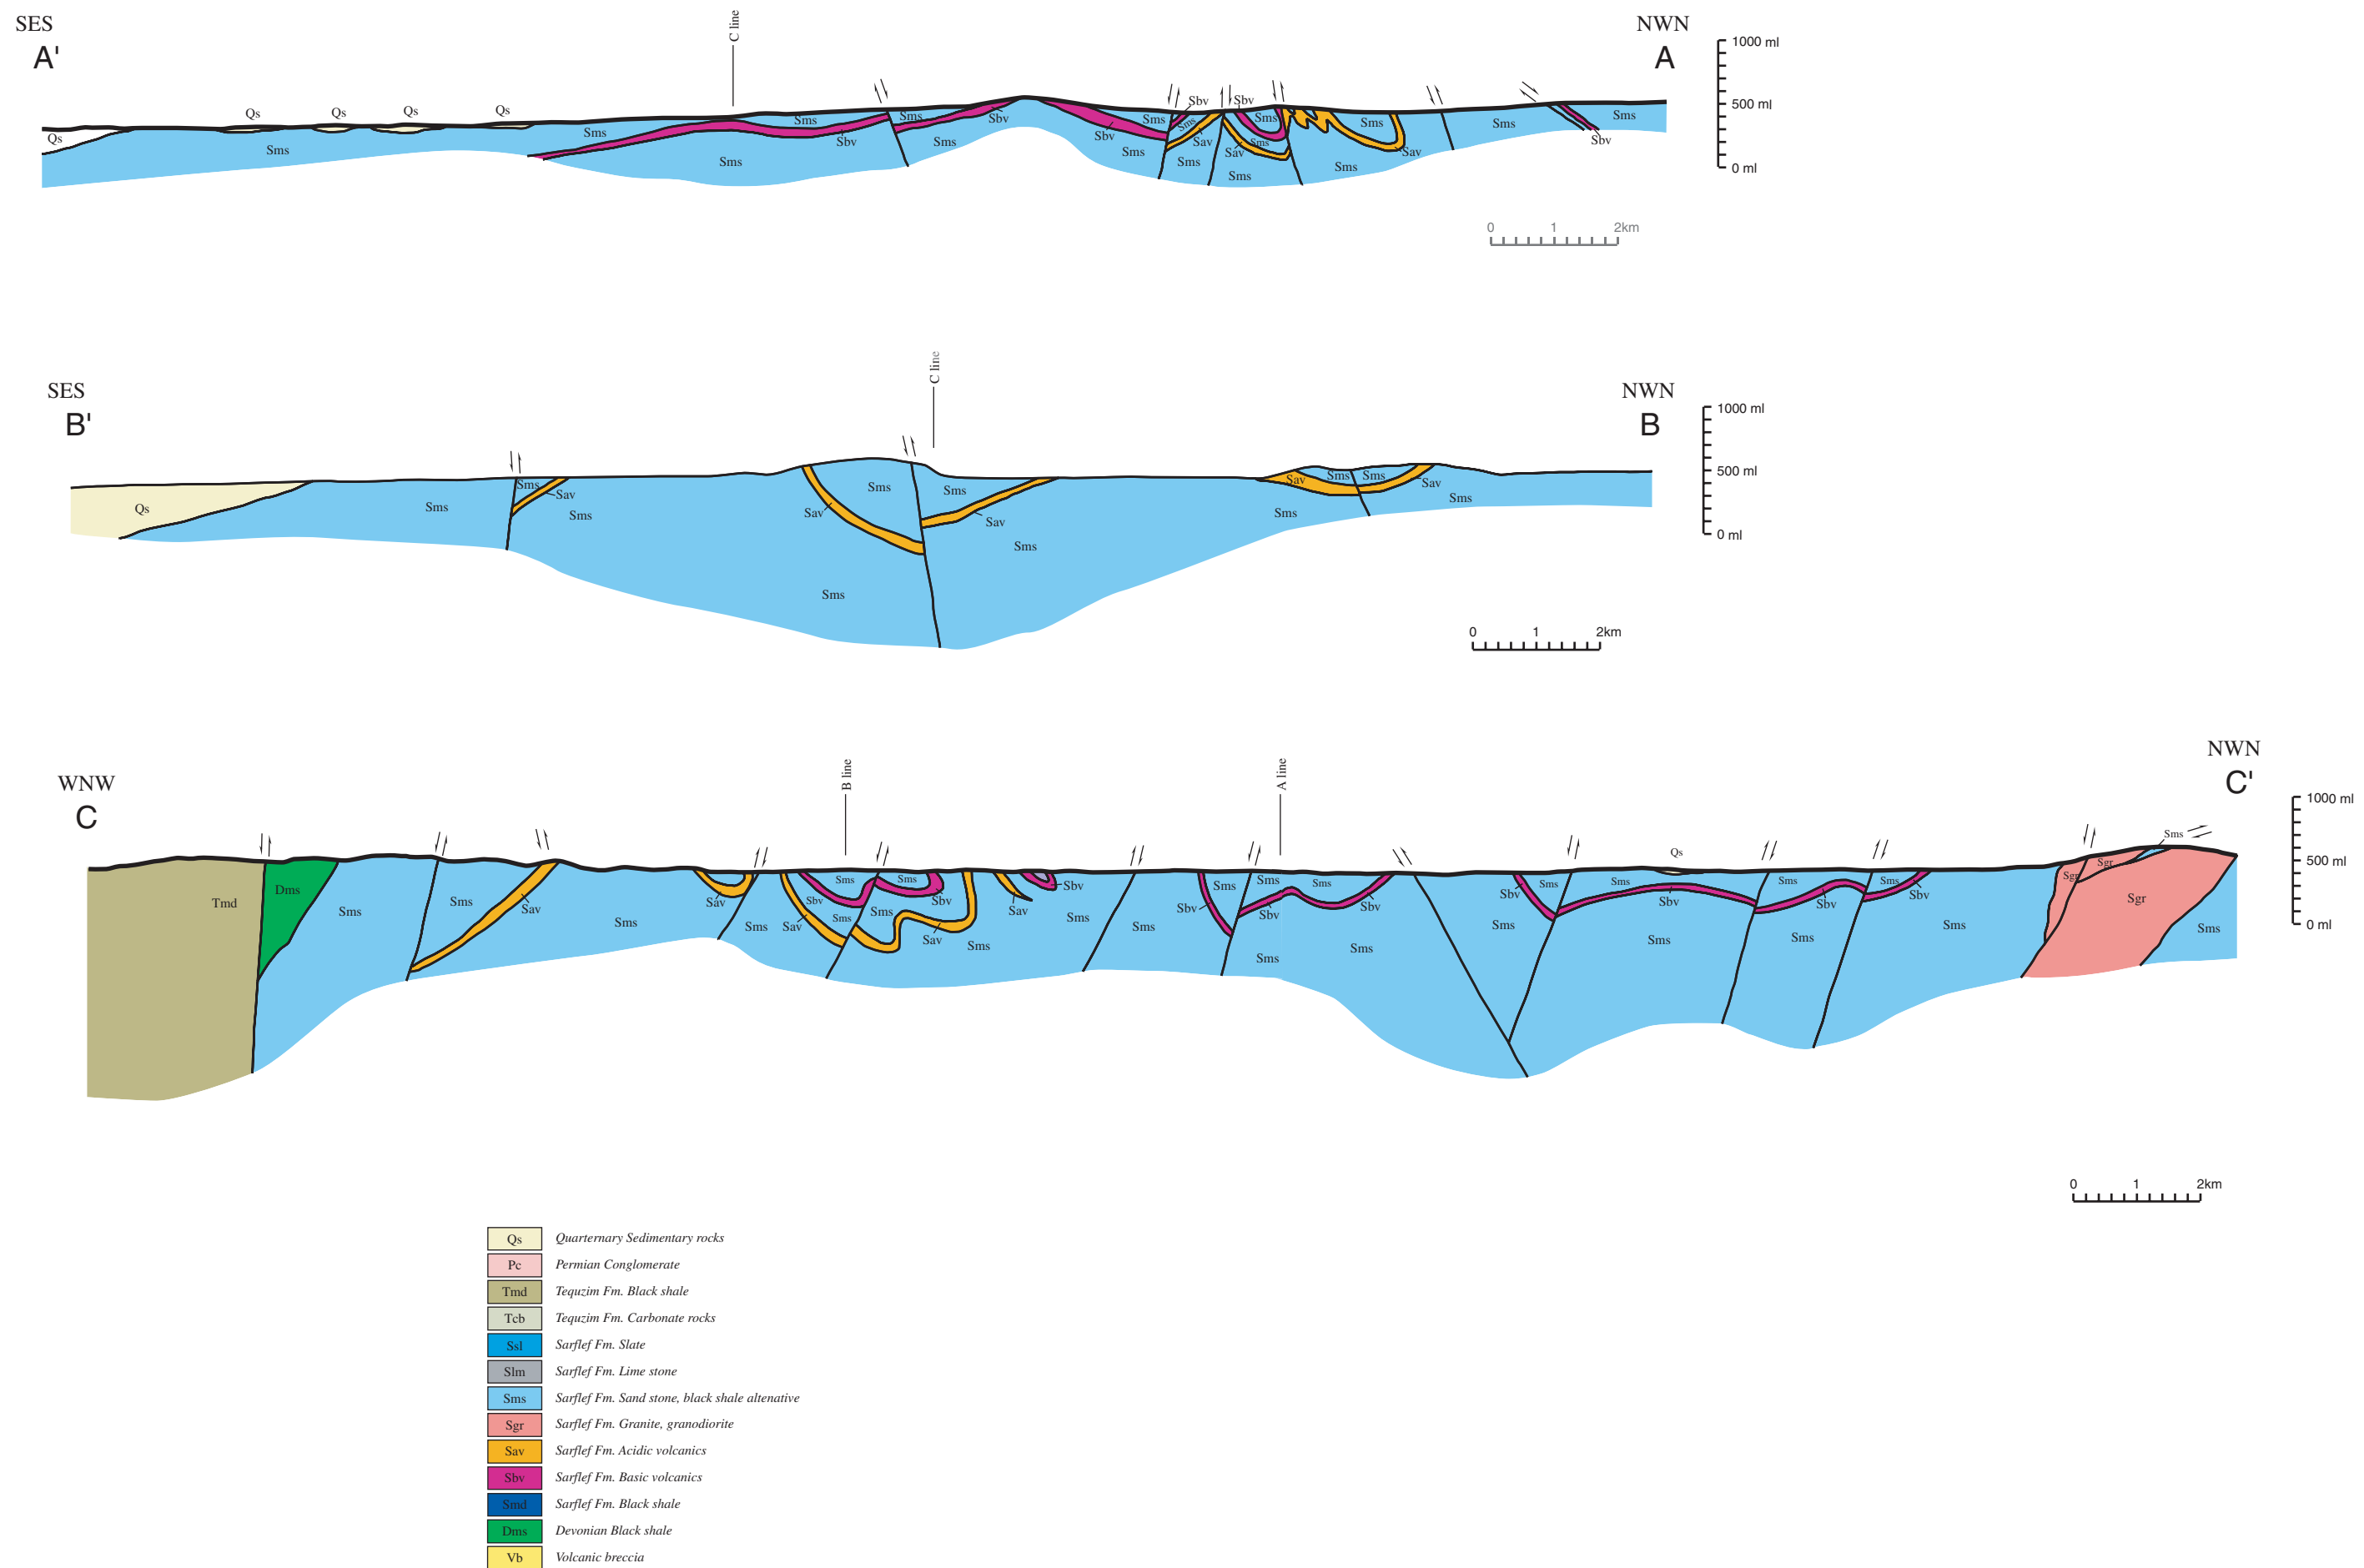 SES
NWN
A'
A
C line
1000 ml
500 ml
0 ml
Qs
Qs
Qs
Qs
Qs
Sms
Sms
Sms
Sms
Sbv
Sms
Sms
Sbv
Sbv
Sms
Sms
Sbv
Sms
Sav
Sms
Sbv
Sav
Sms
Sms
Sms
Sms
Sav
Sms
Sms
Sbv
Sms
0 1 2km
SES
NWN
B'
B
C line
1000 ml
500 ml
0 ml
Qs
Sms
Sms
Sav
Sms
Sav
Sms
Sms
Sms
Sav
Sms
Sav
Sms
Sms
Sms
Sav
Sms
0 1 2km
WNW
NWN
C
C'
B line
A line
1000 ml
500 ml
0 ml
Tmd
Dms
Sms
Sms
Sav
Sms
Sav
Sms
Sav
Sbv
Sms
Sms
Sms
Sms
Sbv
Sav
Sms
Sav
Sbv
Sms
Sms
Sbv
Sms
Sms
Sbv
Sms
Sms
Sbv
Sms
Sbv
Sms
Sms
Sms
Qs
Sbv
Sms
Sms
Sbv
Sms
Sms
Sbv
Sms
Sgr
Sgr
Sms
Sgr
Sms
0 1 2km
Qs Quarternary Sedimentary rocks
Pc Permian Conglomerate
Tmd Tequzim Fm. Black shale
Tcb Tequzim Fm. Carbonate rocks
Ssl Sarflef Fm. Slate
Slm Sarflef Fm. Lime stone
Sms Sarflef Fm. Sand stone, black shale altenative
Sgr Sarflef Fm. Granite, granodiorite
Sav Sarflef Fm. Acidic volcanics
Sbv Sarflef Fm. Basic volcanics
Smd Sarflef Fm. Black shale
Dms Devonian Black shale
Vb Volcanic breccia